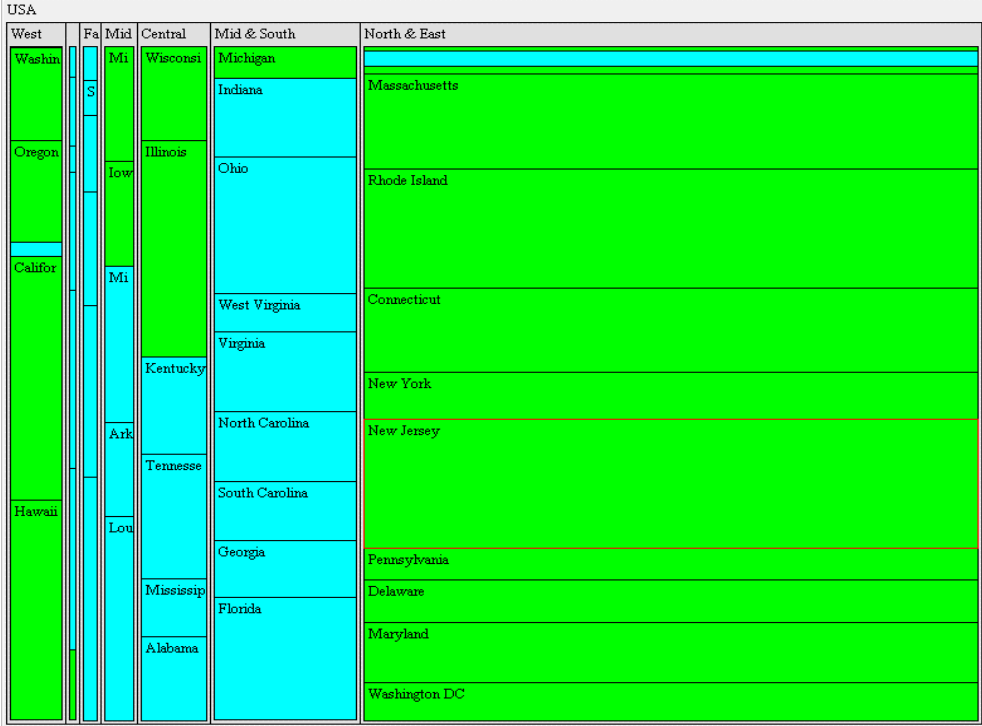 USA
West
Fa
Mid
Central
Mid & South
North & East
Washin
Oregon
Califor
Hawaii
S
Mi
Iow
Mi
Ark
Lou
Wisconsi
Illinois
Kentucky
Tennesse
Mississip
Alabama
Michigan
Indiana
Ohio
West Virginia
Virginia
North Carolina
South Carolina
Georgia
Florida
Massachusetts
Rhode Island
Connecticut
New York
New Jersey
Pennsylvania
Delaware
Maryland
Washington DC